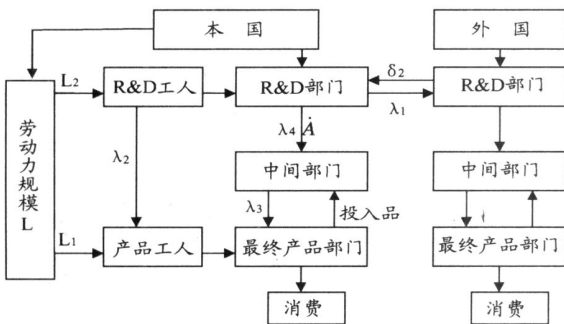 本 国
外 国
劳动力规模L
L₂
R&D工人
R&D部门
δ₂
λ₁
R&D部门
λ₂
λ₄
Ȧ
中间部门
中间部门
λ₃
投入品
L₁
产品工人
最终产品部门
最终产品部门
消费
消费